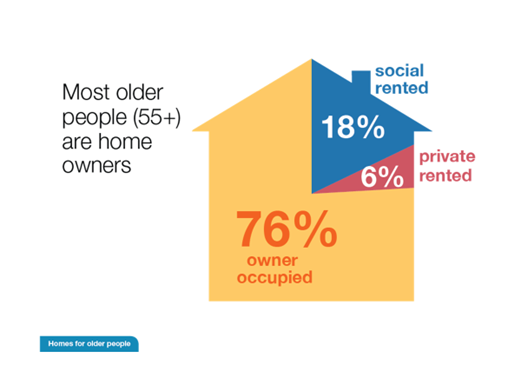 Most older
people (55+)
are home
owners
social
rented
18%
private
rented
6%
76%
owner
occupied
Homes for older people